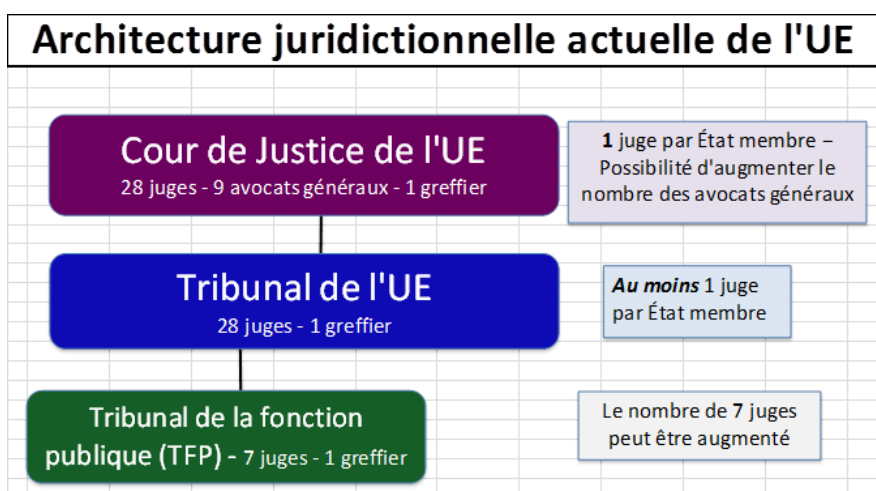 Architecture juridictionnelle actuelle de l'UE
Cour de Justice de l'UE
28 juges - 9 avocats généraux - 1 greffier
1 juge par État membre –
Possibilité d'augmenter le
nombre des avocats généraux
Tribunal de l'UE
28 juges - 1 greffier
Au moins 1 juge
par État membre
Tribunal de la fonction
publique (TFP) - 7 juges - 1 greffier
Le nombre de 7 juges
peut être augmenté